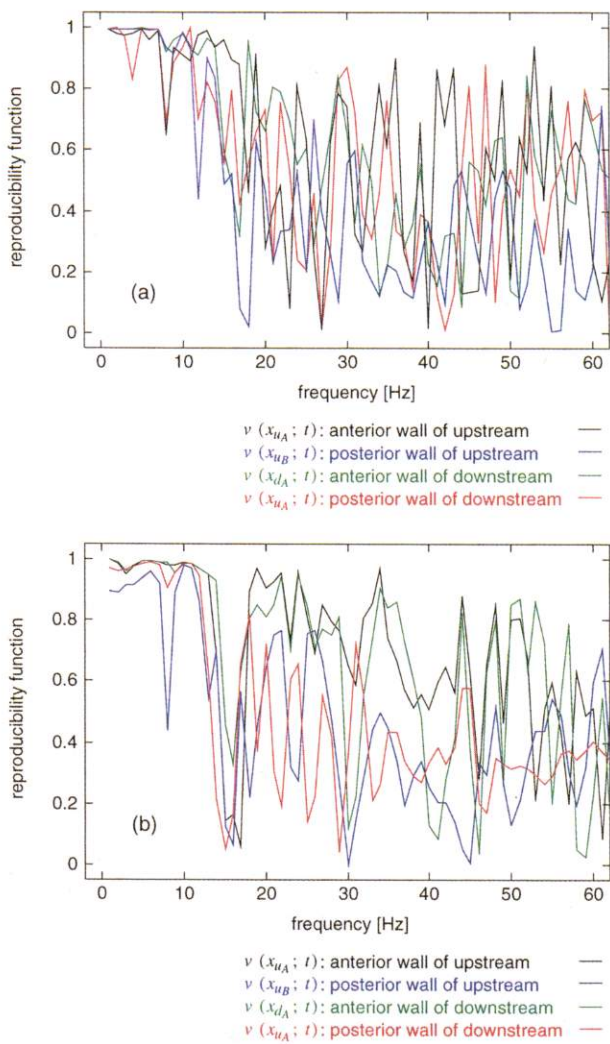 1
0.8
0.6
0.4
0.2
0
reproducibility function
(a)
0 10 20 30 40 50 60
frequency [Hz]
v (x_{u_A}; t): anterior wall of upstream
v (x_{u_B}; t): posterior wall of upstream
v (x_{d_A}; t): anterior wall of downstream
v (x_{u_A}; t): posterior wall of downstream
1
0.8
0.6
0.4
0.2
0
reproducibility function
(b)
0 10 20 30 40 50 60
frequency [Hz]
v (x_{u_A}; t): anterior wall of upstream
v (x_{u_B}; t): posterior wall of upstream
v (x_{d_A}; t): anterior wall of downstream
v (x_{u_A}; t): posterior wall of downstream